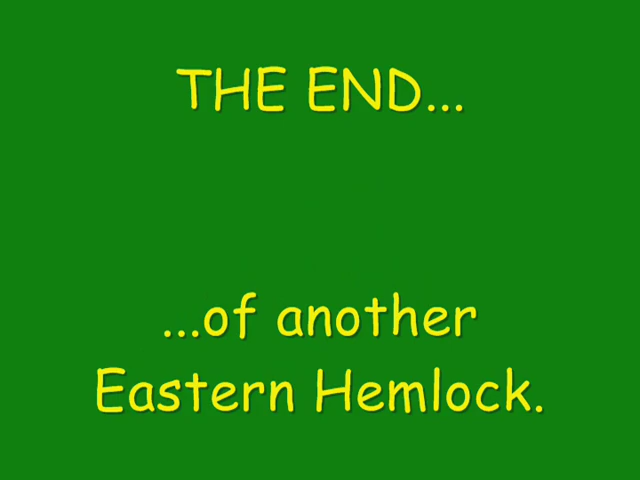 THE END...
...of another
Eastern Hemlock.